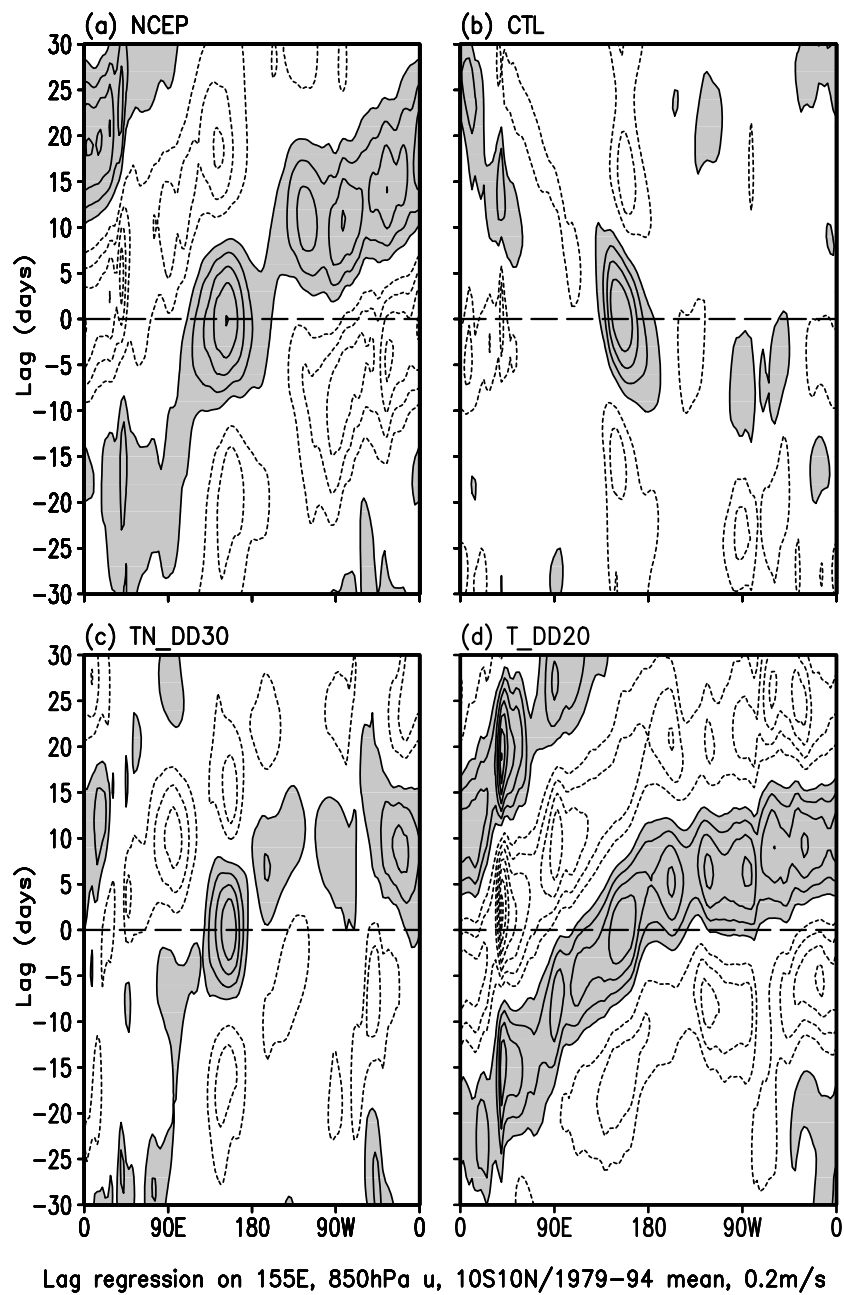 (a) NCEP
(b) CTL
30
25
20
15
10
5
0
−5
−10
−15
−20
−25
−30
Lag (days)
(c) TN_DD30
(d) T_DD20
30
25
20
15
10
5
0
−5
−10
−15
−20
−25
−30
Lag (days)
0 90E 180 90W 0
0 90E 180 90W 0
Lag regression on 155E, 850hPa u, 10S10N/1979−94 mean, 0.2m/s